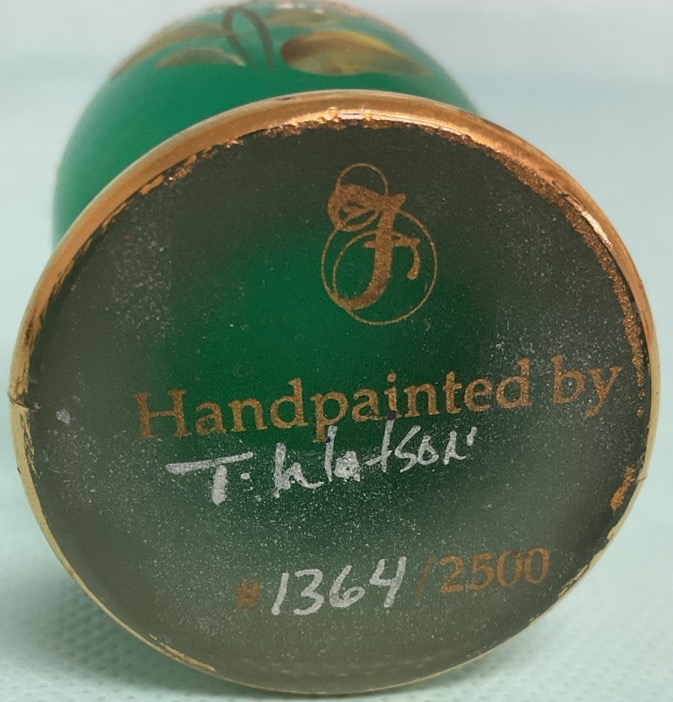 F
Handpainted by
T. Watson
#1364/2500